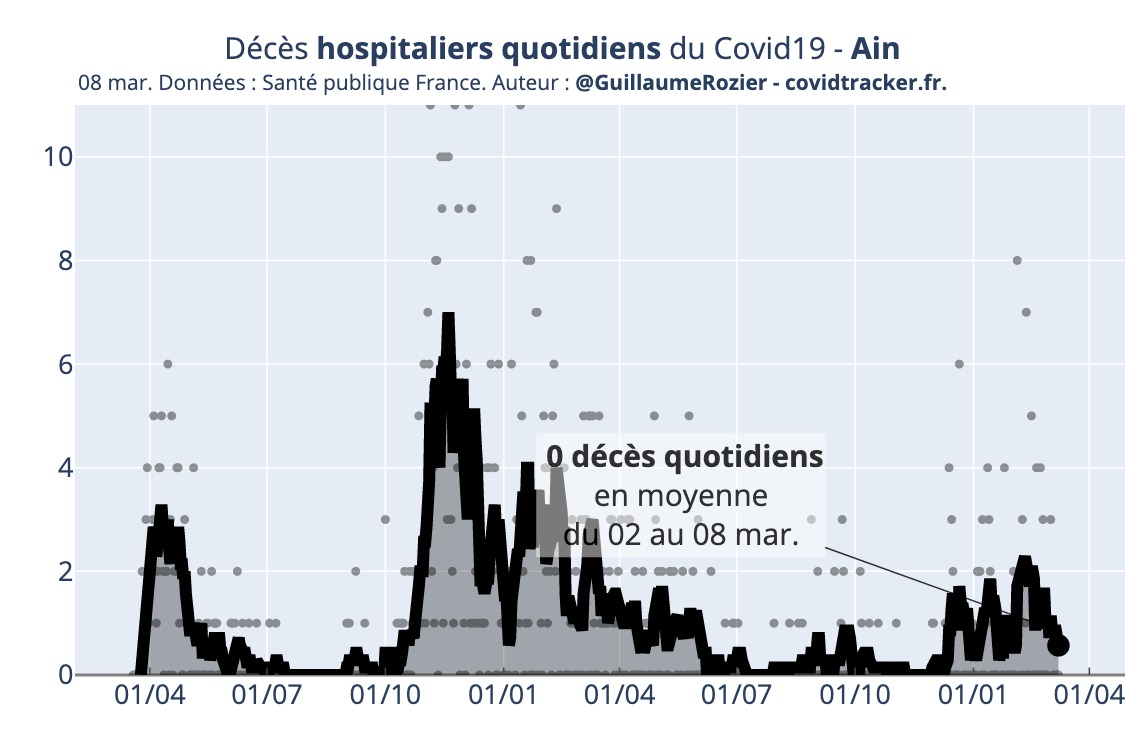 Décès hospitaliers quotidiens du Covid19 - Ain
08 mar. Données : Santé publique France. Auteur : @GuillaumeRozier - covidtracker.fr.
10
8
6
4
2
0
0 décès quotidiens
en moyenne
du 02 au 08 mar.
01/04 01/07 01/10 01/01 01/04 01/07 01/10 01/01 01/04